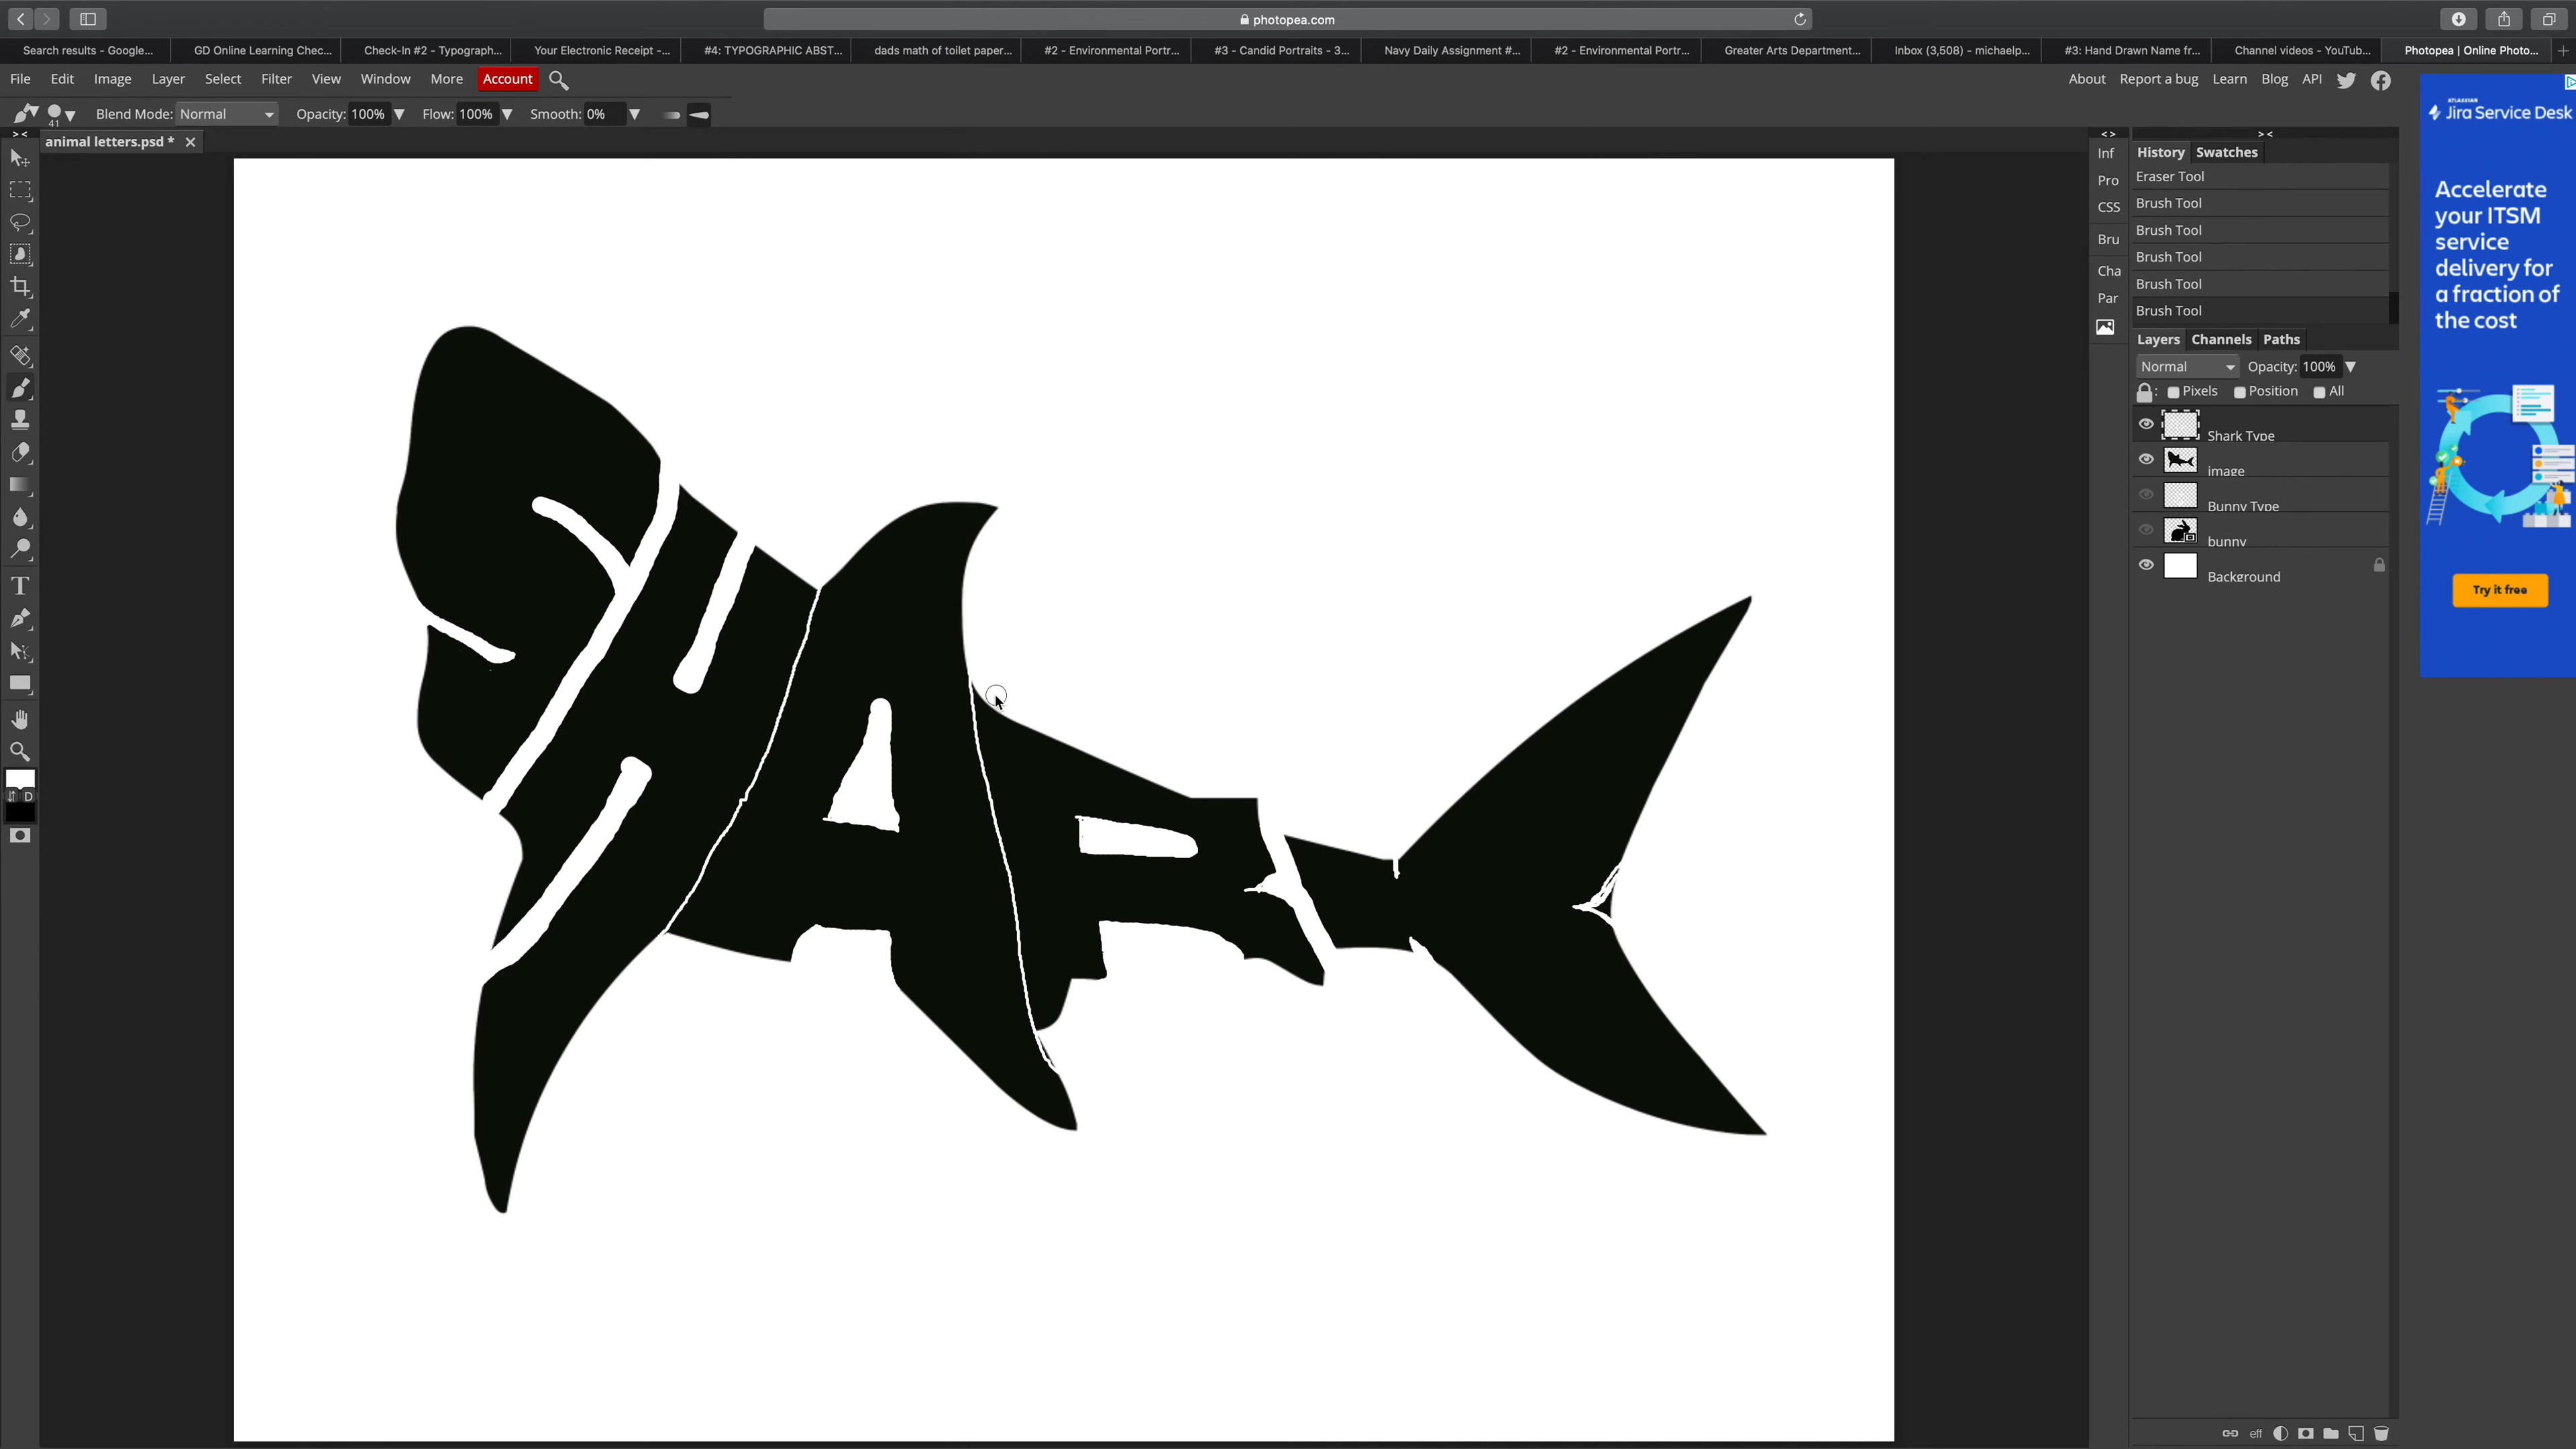 photopea.com
Search results - Google...
GD Online Learning Chec...
Check-In #2 - Typograph...
Your Electronic Receipt -...
#4: TYPOGRAPHIC ABST...
dads math of toilet paper...
#2 - Environmental Portr...
#3 - Candid Portraits - 3...
Navy Daily Assignment #...
#2 - Environmental Portr...
Greater Arts Department...
Inbox (3,508) - michaelp...
#3: Hand Drawn Name fr...
Channel videos - YouTub...
Photopea | Online Photo...
File Edit Image Layer Select Filter View Window More Account
About Report a bug Learn Blog API
41
Blend Mode: Normal Opacity: 100% Flow: 100% Smooth: 0%
> <
animal letters.psd *
T
D
SHARK
< >
Inf
Pro
CSS
Bru
Cha
Par
> <
History Swatches
Eraser Tool
Brush Tool
Brush Tool
Brush Tool
Brush Tool
Brush Tool
Layers Channels Paths
Normal Opacity: 100%
: Pixels Position All
Shark Type
image
Bunny Type
bunny
Background
eff
ATLASSIAN
Jira Service Desk
Accelerate
your ITSM
service
delivery for
a fraction of
the cost
Try it free